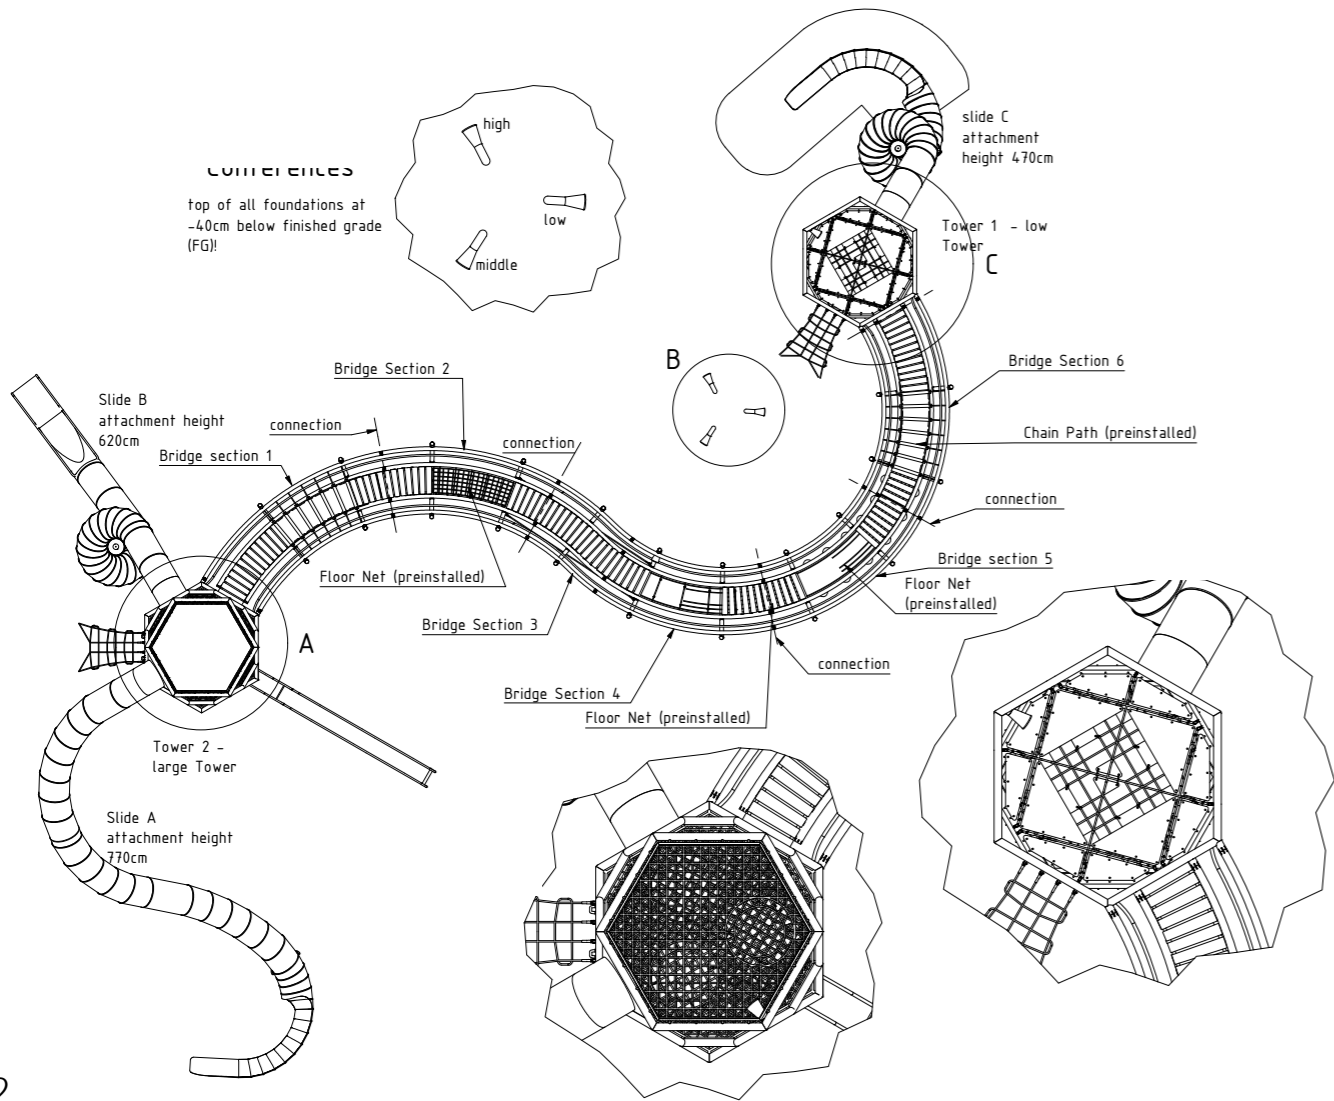 high
low
middle
top of all foundations at
-40cm below finished grade
(FG)!
slide C
attachment
height 470cm
Tower 1 - low
Tower
C
B
Bridge Section 2
Bridge Section 6
Slide B
attachment height
620cm
connection
connection
Chain Path (preinstalled)
Bridge section 1
connection
Floor Net (preinstalled)
Bridge section 5
Floor Net
(preinstalled)
Bridge Section 3
A
connection
Bridge Section 4
Floor Net (preinstalled)
Tower 2 -
large Tower
Slide A
attachment height
770cm